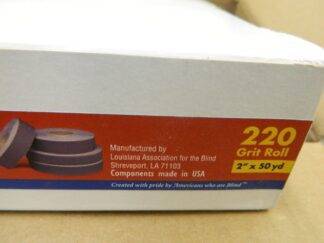 Manufactured by
Louisiana Association for the Blind
Shreveport, LA 71103
Components made in USA
220
Grit Roll
2" x 50 yd
Created with pride by Americans who are Blind™